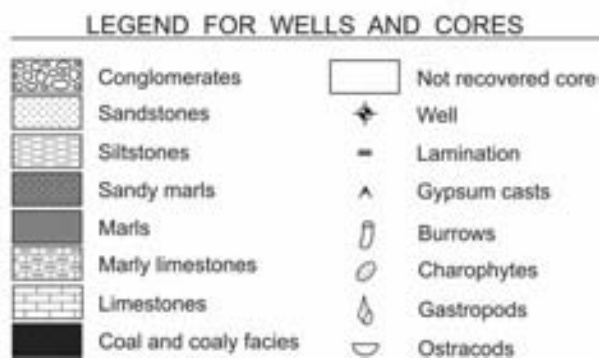 LEGEND FOR WELLS AND CORES
Conglomerates
Sandstones
Siltstones
Sandy marls
Marls
Marly limestones
Limestones
Coal and coaly facies
Not recovered core
Well
Lamination
Gypsum casts
Burrows
Charophytes
Gastropods
Ostracods